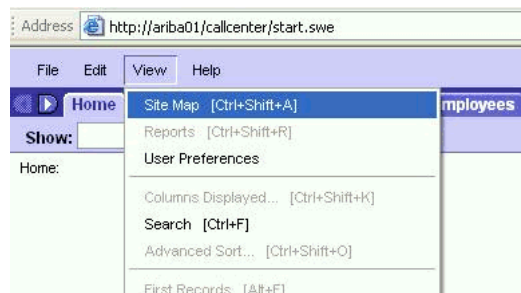 Address http://ariba01/callcenter/start.swe
File Edit View Help
Home mployees
Site Map [Ctrl+Shift+A]
Show:
Reports [Ctrl+Shift+R]
Home:
User Preferences
Columns Displayed... [Ctrl+Shift+K]
Search [Ctrl+F]
Advanced Sort... [Ctrl+Shift+O]
First Records [Alt+F]